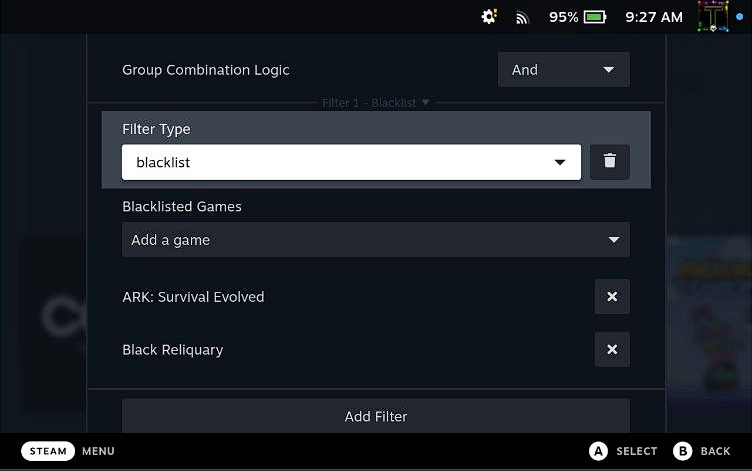 95% 9:27 AM
Group Combination Logic And
Filter 1 - Blacklist
Filter Type
blacklist
Blacklisted Games
Add a game
ARK: Survival Evolved
Black Reliquary
Add Filter
STEAM MENU A SELECT B BACK